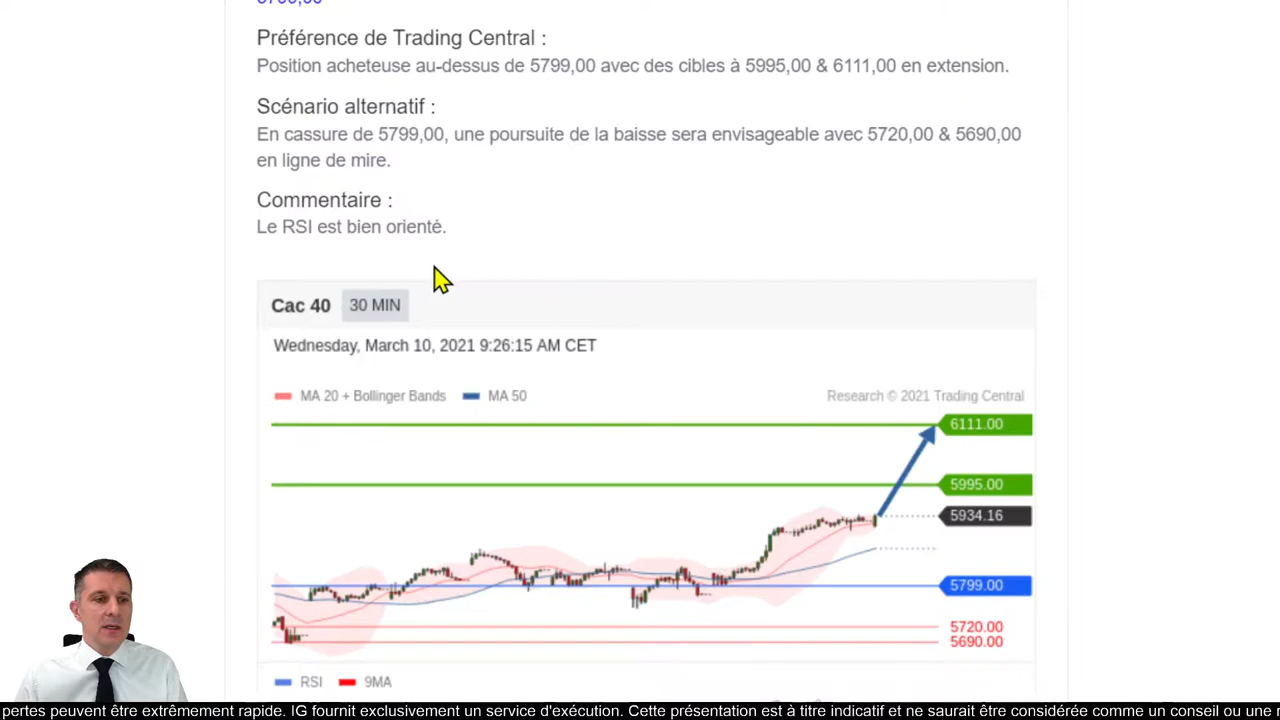 Préférence de Trading Central :
Position acheteuse au-dessus de 5799,00 avec des cibles à 5995,00 & 6111,00 en extension.
Scénario alternatif :
En cassure de 5799,00, une poursuite de la baisse sera envisageable avec 5720,00 & 5690,00
en ligne de mire.
Commentaire :
Le RSI est bien orienté.
Cac 40 30 MIN
Wednesday, March 10, 2021 9:26:15 AM CET
MA 20 + Bollinger Bands MA 50 Research © 2021 Trading Central
6111.00
5995.00
5934.16
5799.00
5720.00
5690.00
RSI 9MA
pertes peuvent être extrêmement rapide. IG fournit exclusivement un service d'exécution. Cette présentation est à titre indicatif et ne saurait être considérée comme un conseil ou une